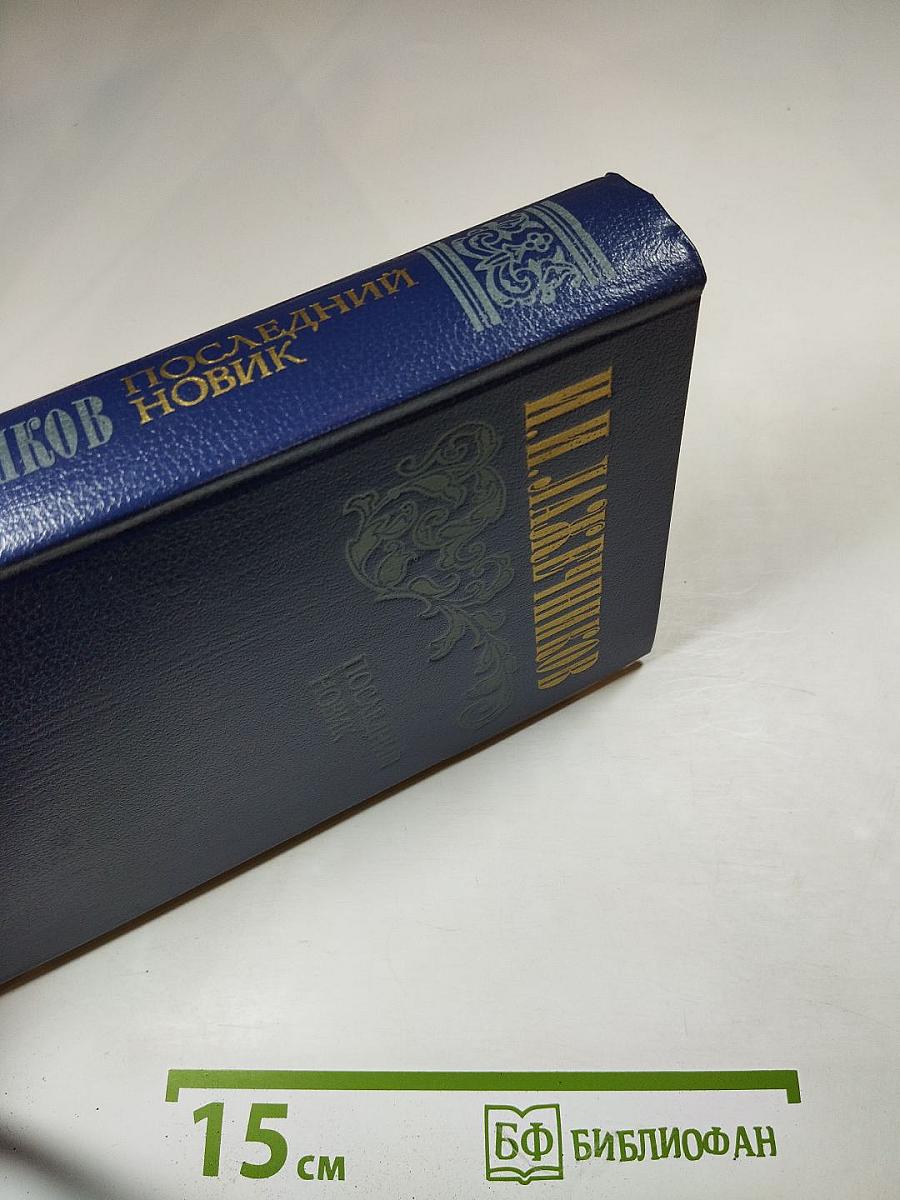 ИКОВ
ПОСЛЕДНИЙ
НОВИК
И.И.ЛАЖЕЧНИКОВ
Последний
Новик
15 см
БФ БИБЛИОФАН